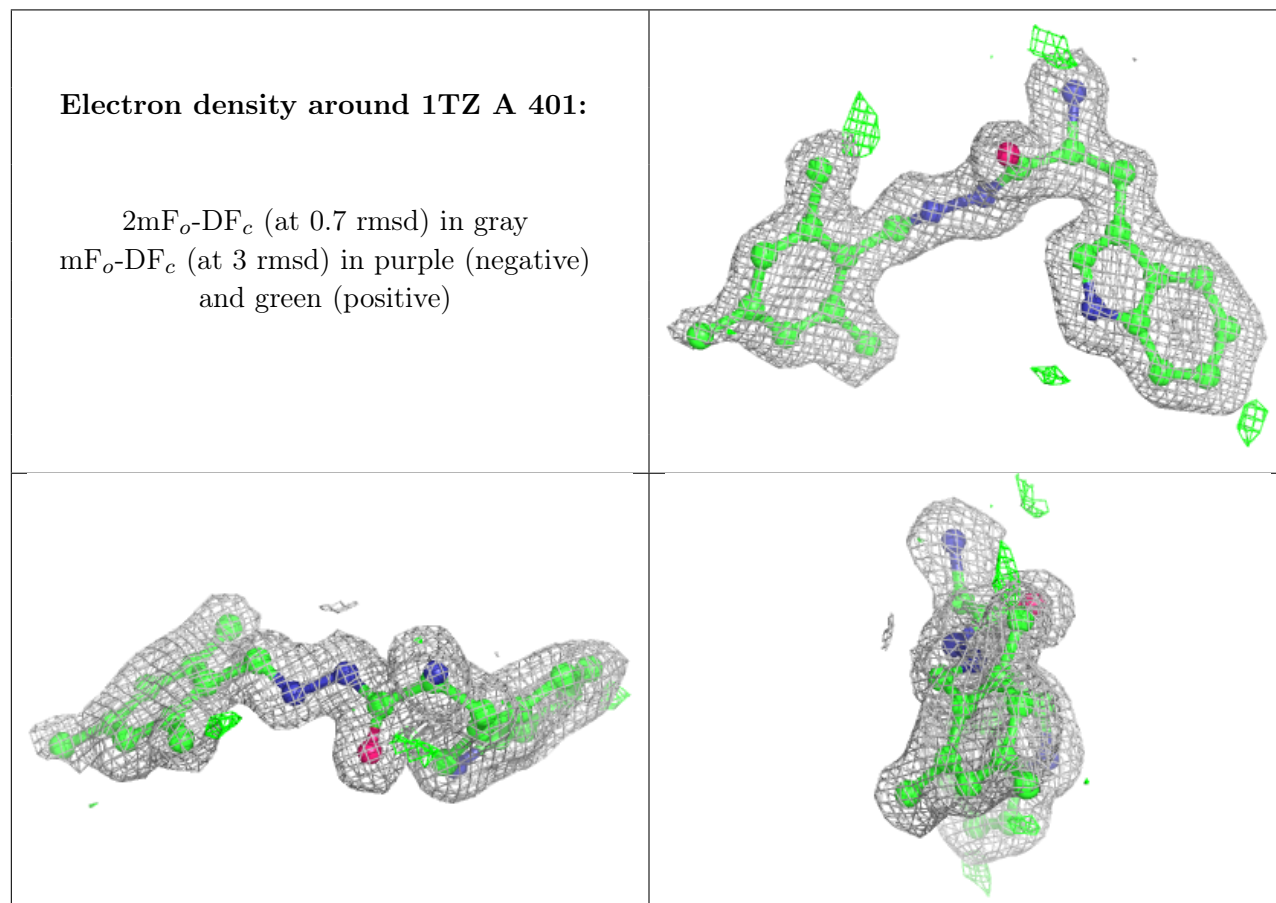 Electron density around 1TZ A 401:
2mFo-DFc (at 0.7 rmsd) in gray
mFo-DFc (at 3 rmsd) in purple (negative)
and green (positive)